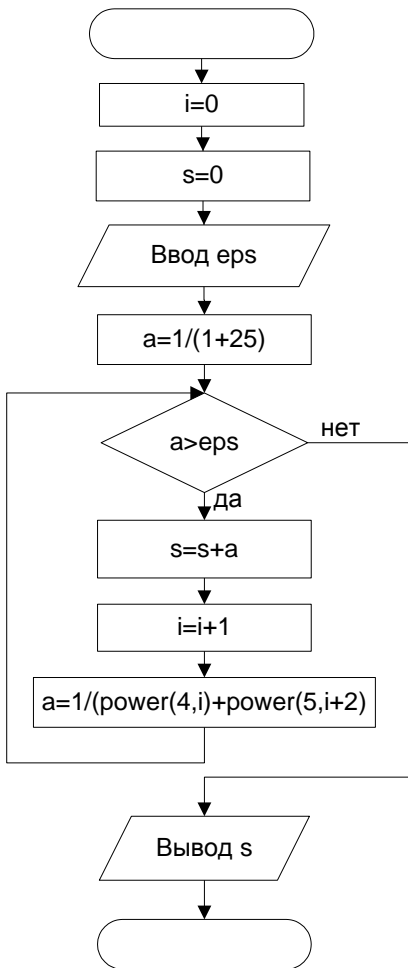 i=0
s=0
Ввод eps
a=1/(1+25)
a>eps
нет
да
s=s+a
i=i+1
a=1/(power(4,i)+power(5,i+2)
Вывод s